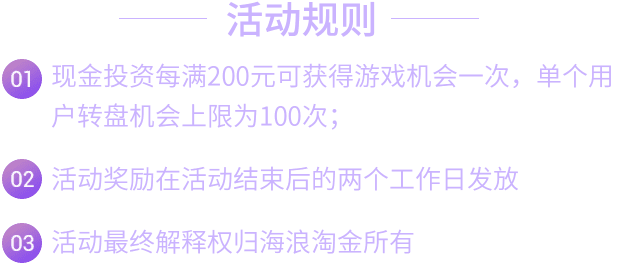 活动规则
01 现金投资每满200元可获得游戏机会一次，单个用
户转盘机会上限为100次；
02 活动奖励在活动结束后的两个工作日发放
03 活动最终解释权归海浪淘金所有